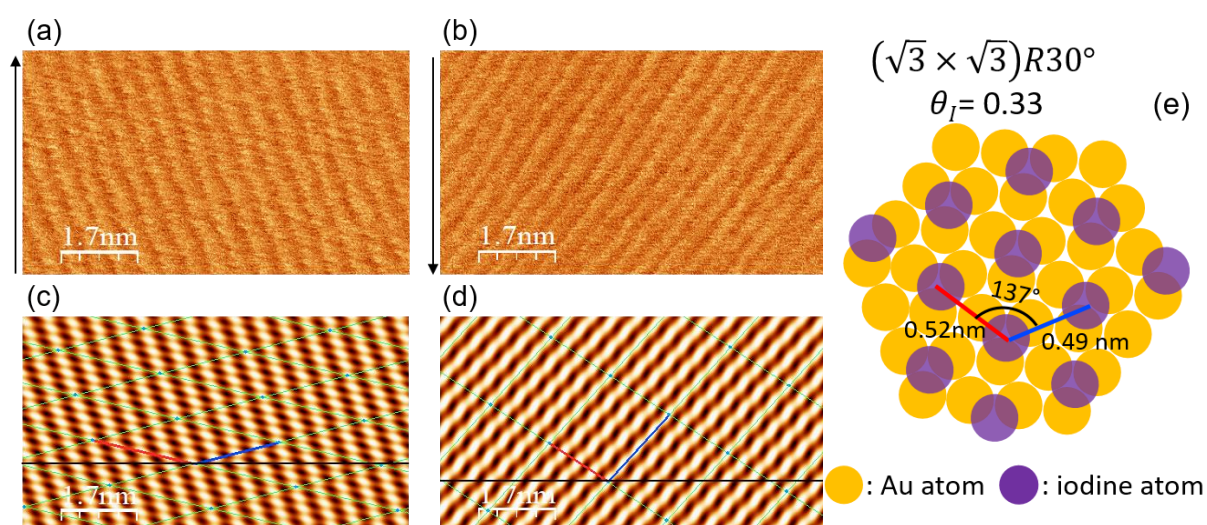 (a)
(b)
(√3 × √3)R30°
θ_I = 0.33
(e)
1.7nm
1.7nm
(c)
(d)
137°
0.52nm
0.49 nm
1.7nm
1.7nm
: Au atom
: iodine atom